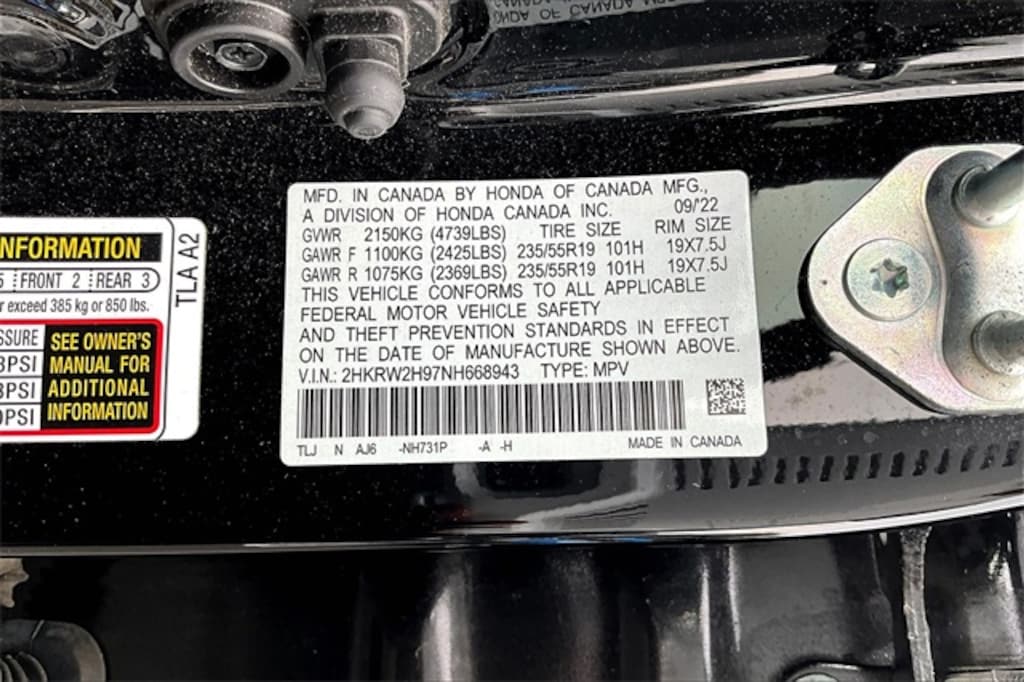 MFD. IN CANADA BY HONDA OF CANADA MFG.,
A DIVISION OF HONDA CANADA INC. 09/'22
GVWR 2150KG (4739LBS) TIRE SIZE RIM SIZE
GAWR F 1100KG (2425LBS) 235/55R19 101H 19X7.5J
GAWR R 1075KG (2369LBS) 235/55R19 101H 19X7.5J
THIS VEHICLE CONFORMS TO ALL APPLICABLE
FEDERAL MOTOR VEHICLE SAFETY
AND THEFT PREVENTION STANDARDS IN EFFECT
ON THE DATE OF MANUFACTURE SHOWN ABOVE.
V.I.N.: 2HKRW2H97NH668943 TYPE: MPV
TLJ N AJ6 -NH731P -A -H MADE IN CANADA
INFORMATION
FRONT 2 REAR 3
exceed 385 kg or 850 lbs.
PSI
PSI
PSI
SEE OWNER'S
MANUAL FOR
ADDITIONAL
INFORMATION
TLA A2